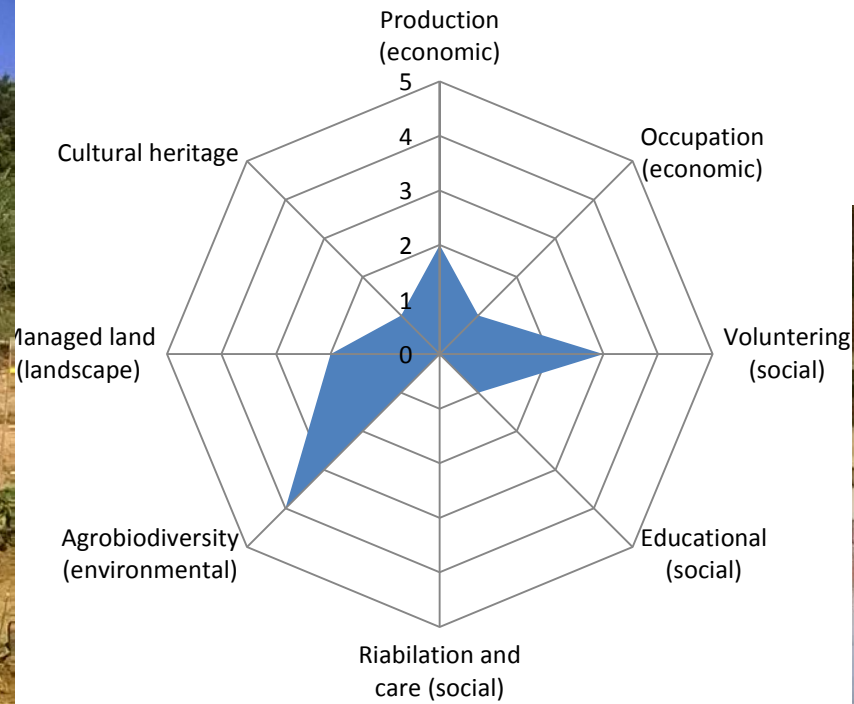 Production
(economic)
5
4
3
2
1
0
Occupation
(economic)
Voluntering
(social)
Educational
(social)
Riabilation and
care (social)
Agrobiodiversity
(environmental)
Managed land
(landscape)
Cultural heritage